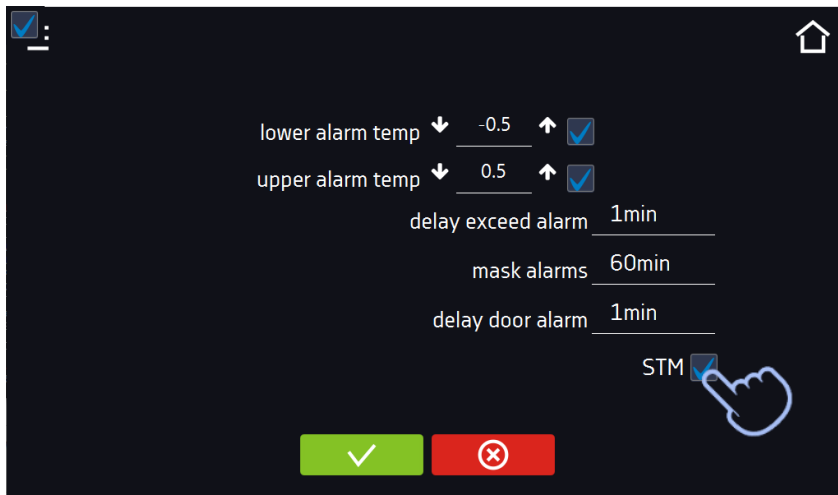 lower alarm temp -0.5
upper alarm temp 0.5
delay exceed alarm 1min
mask alarms 60min
delay door alarm 1min
STM